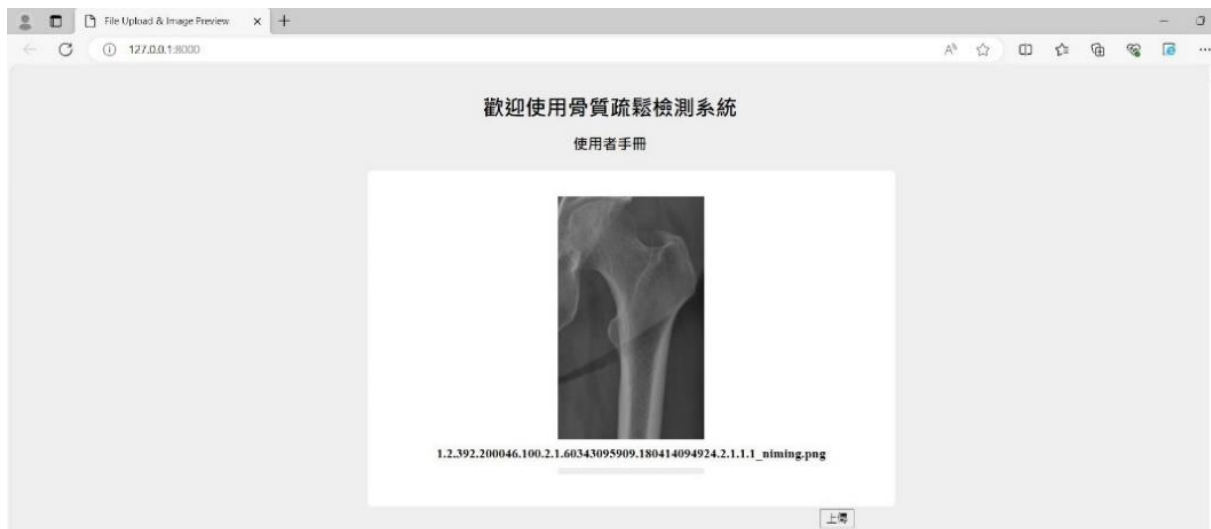 File Upload & Image Preview
127.0.0.1:8000
歡迎使用骨質疏鬆檢測系統
使用者手冊
1.2.392.200046.100.2.1.60343095909.180414094924.2.1.1.1_niming.png
上傳